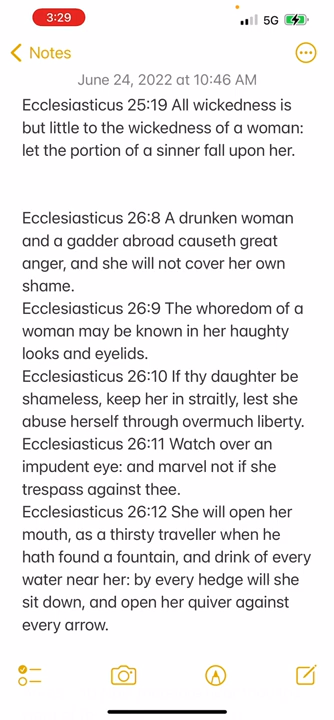 3:29
5G
Notes
June 24, 2022 at 10:46 AM
Ecclesiasticus 25:19 All wickedness is
but little to the wickedness of a woman:
let the portion of a sinner fall upon her.
Ecclesiasticus 26:8 A drunken woman
and a gadder abroad causeth great
anger, and she will not cover her own
shame.
Ecclesiasticus 26:9 The whoredom of a
woman may be known in her haughty
looks and eyelids.
Ecclesiasticus 26:10 If thy daughter be
shameless, keep her in straitly, lest she
abuse herself through overmuch liberty.
Ecclesiasticus 26:11 Watch over an
impudent eye: and marvel not if she
trespass against thee.
Ecclesiasticus 26:12 She will open her
mouth, as a thirsty traveller when he
hath found a fountain, and drink of every
water near her: by every hedge will she
sit down, and open her quiver against
every arrow.